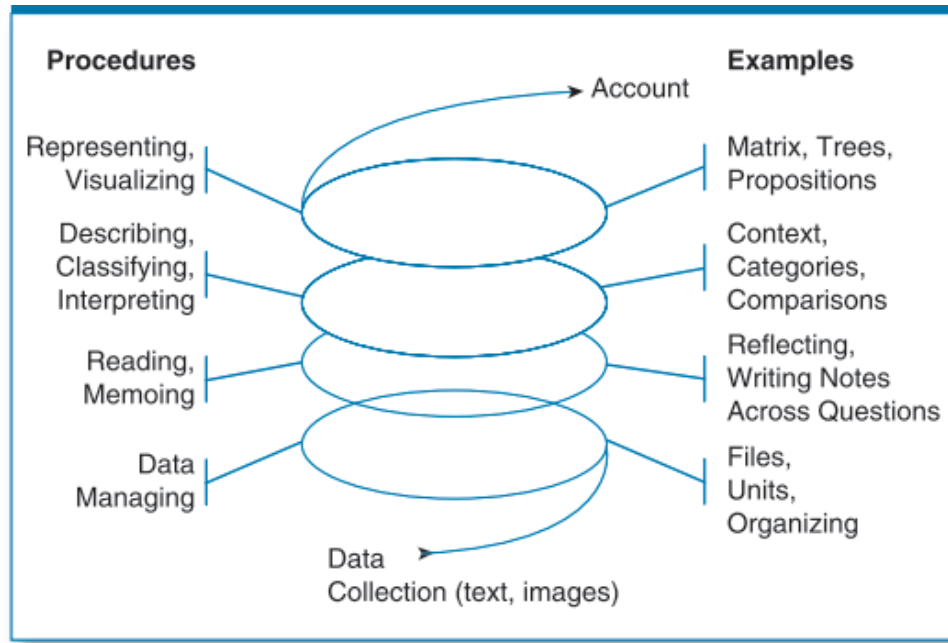 Procedures
Examples
Account
Representing,
Visualizing
Matrix, Trees,
Propositions
Describing,
Classifying,
Interpreting
Context,
Categories,
Comparisons
Reading,
Memoing
Reflecting,
Writing Notes
Across Questions
Data
Managing
Files,
Units,
Organizing
Data
Collection (text, images)